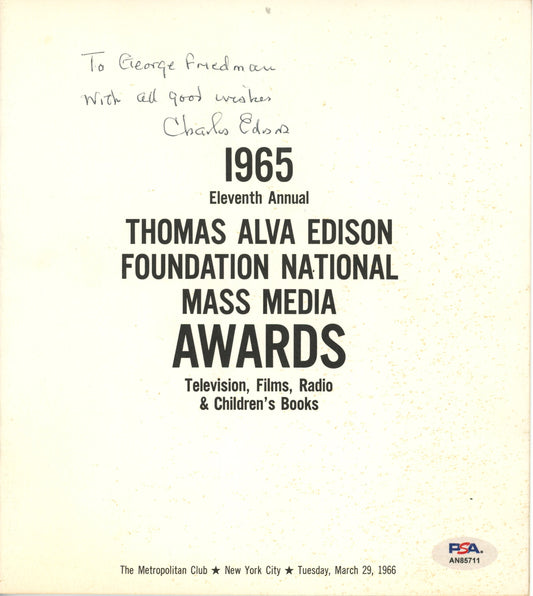 To George Friedman
With all good wishes
Charles Edison
1965
Eleventh Annual
THOMAS ALVA EDISON
FOUNDATION NATIONAL
MASS MEDIA
AWARDS
Television, Films, Radio
& Children's Books
PSA.
AN85711
The Metropolitan Club ★ New York City ★ Tuesday, March 29, 1966